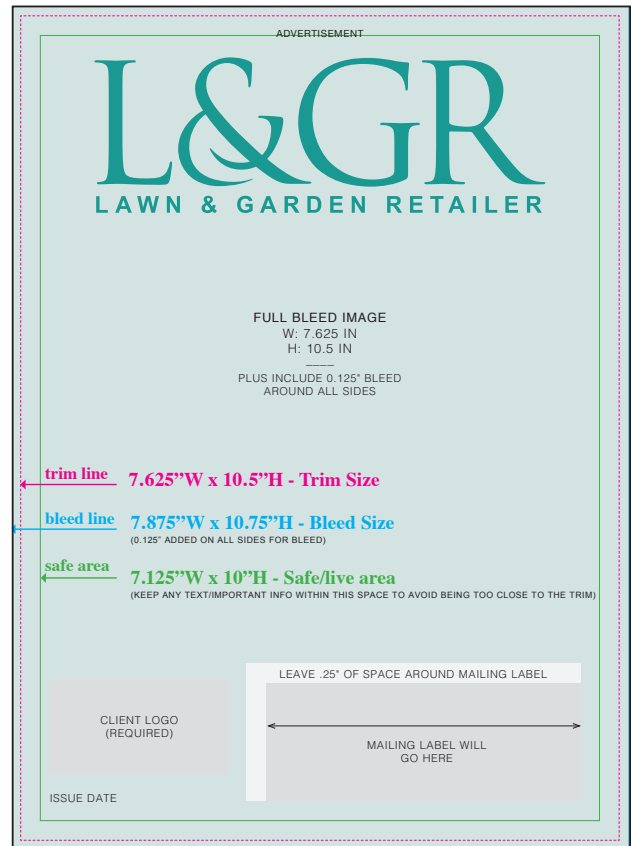 ADVERTISEMENT
L&GR
LAWN & GARDEN RETAILER
FULL BLEED IMAGE
W: 7.625 IN
H: 10.5 IN
____
PLUS INCLUDE 0.125" BLEED
AROUND ALL SIDES
trim line
7.625”W x 10.5”H - Trim Size
bleed line
7.875”W x 10.75”H - Bleed Size
(0.125" ADDED ON ALL SIDES FOR BLEED)
safe area
7.125”W x 10”H - Safe/live area
(KEEP ANY TEXT/IMPORTANT INFO WITHIN THIS SPACE TO AVOID BEING TOO CLOSE TO THE TRIM)
LEAVE .25" OF SPACE AROUND MAILING LABEL
CLIENT LOGO
(REQUIRED)
MAILING LABEL WILL
GO HERE
ISSUE DATE